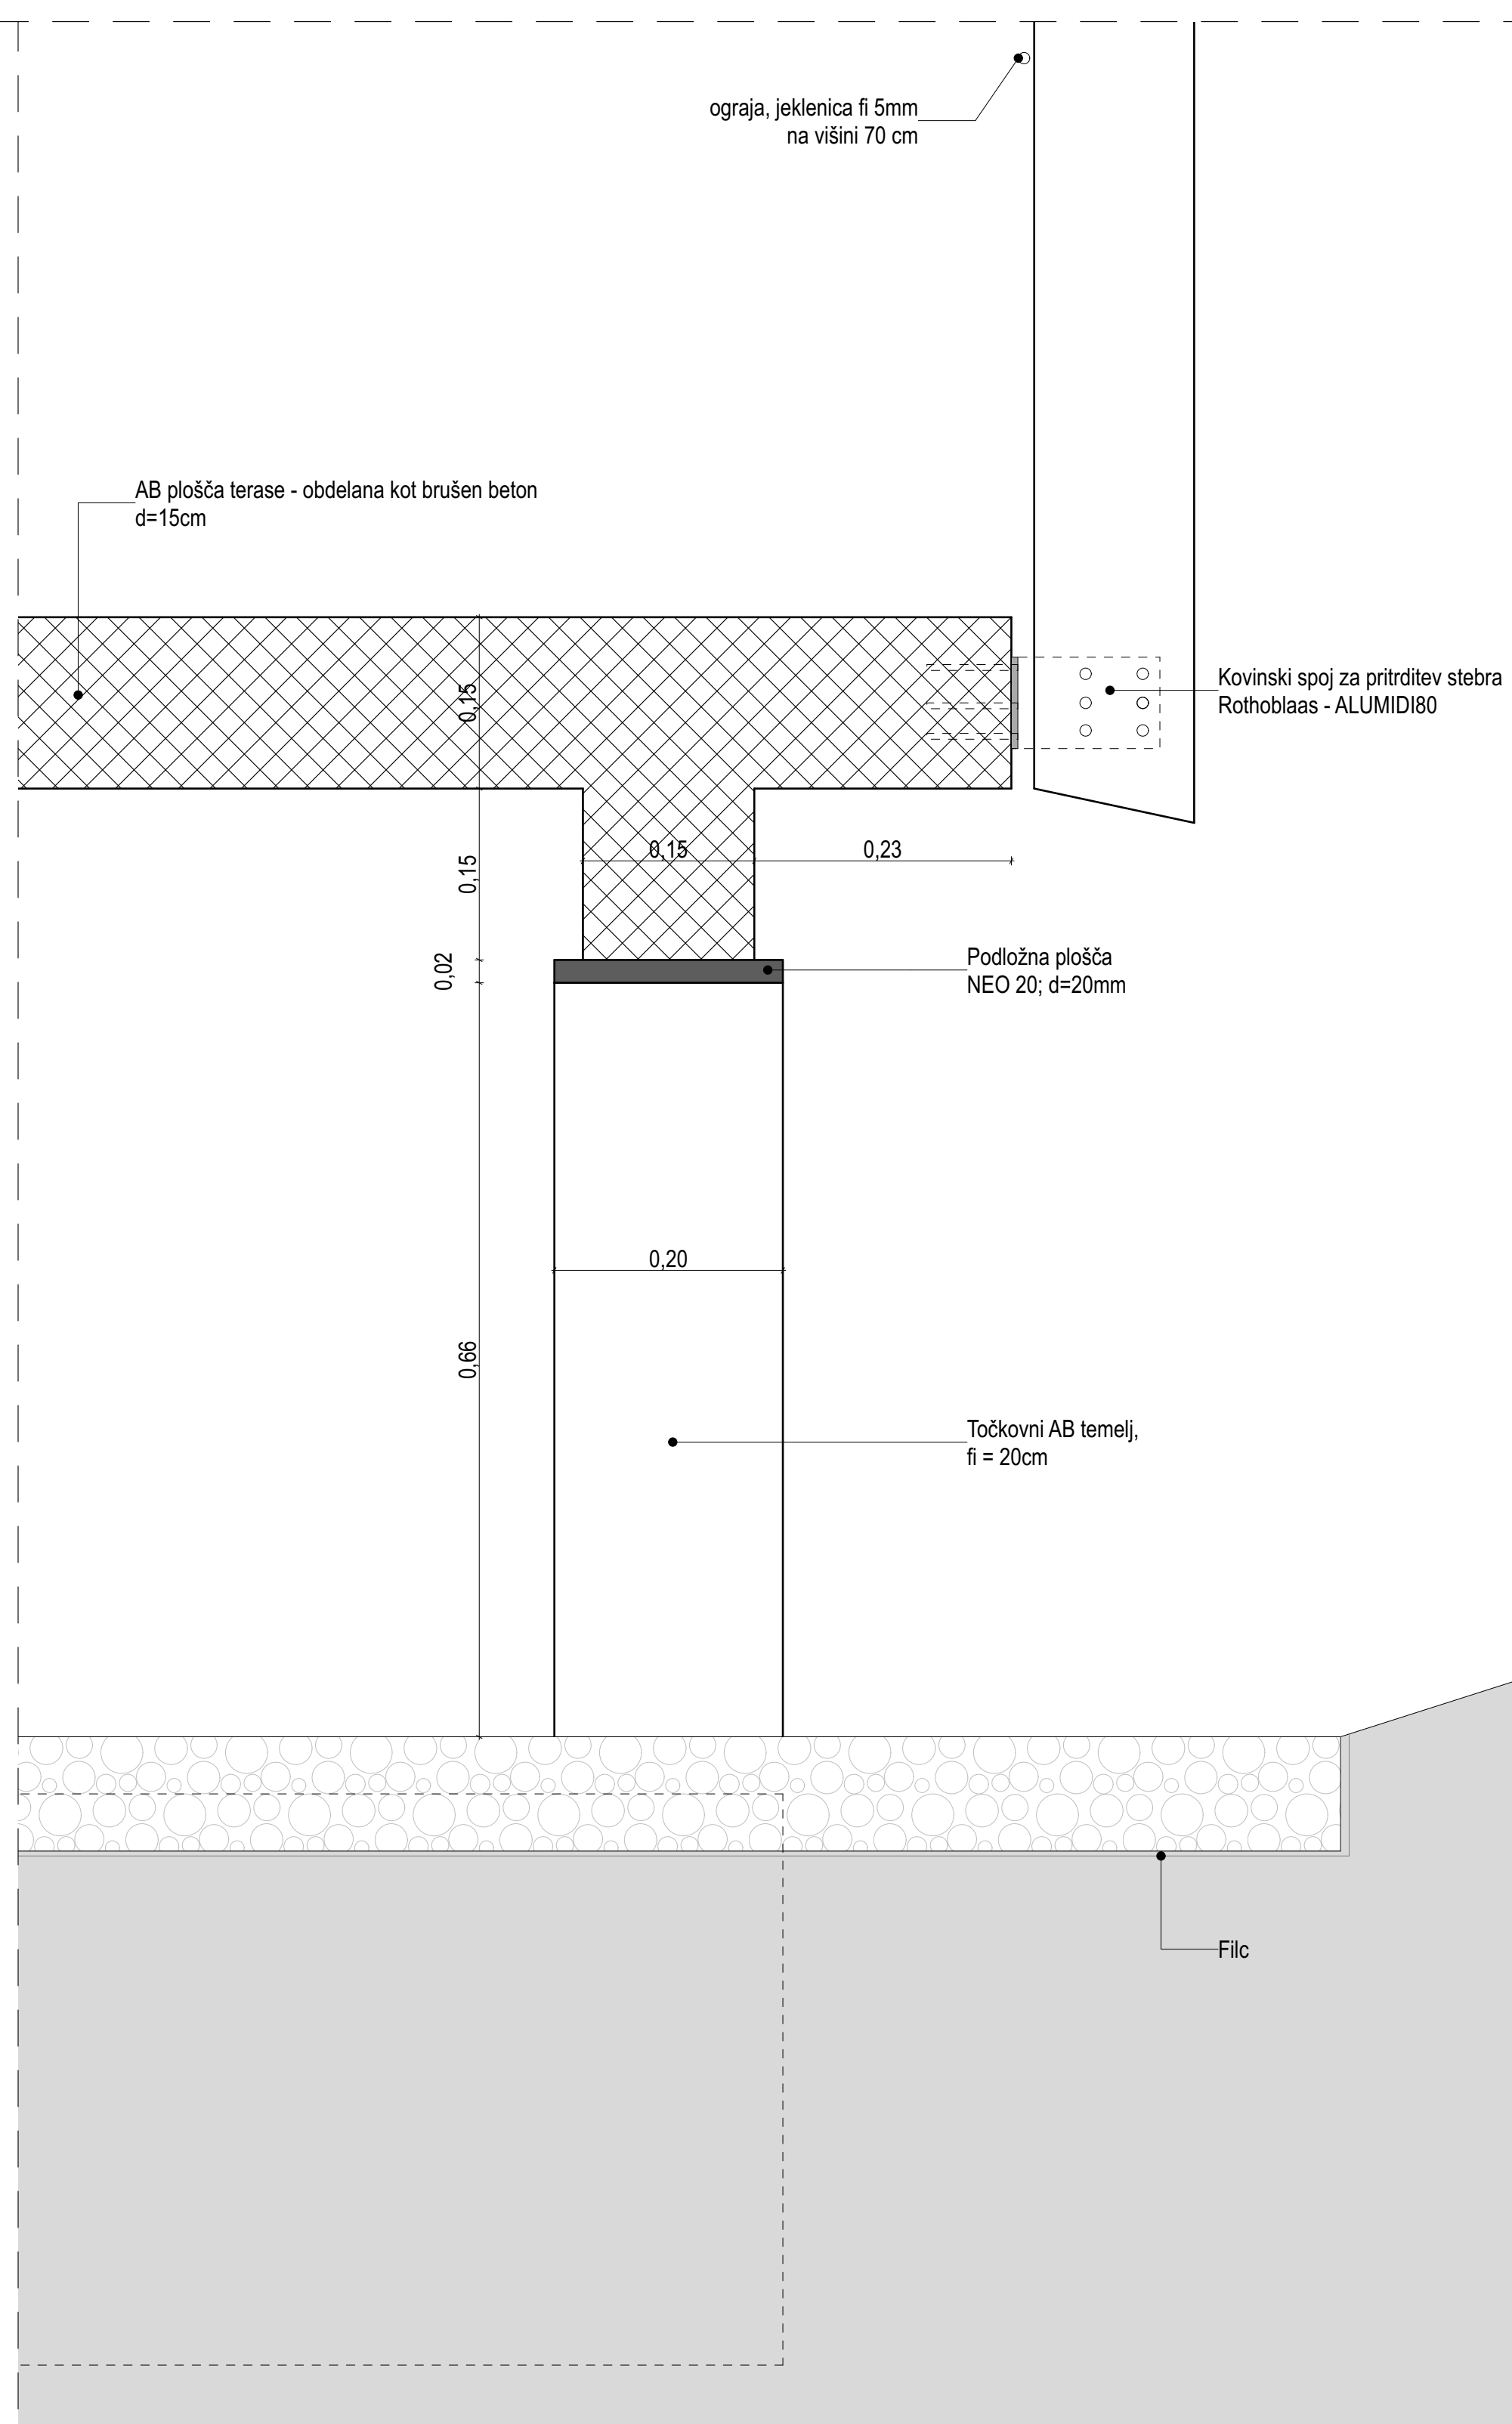 ograja, jeklenica fi 5mm
na višini 70 cm
AB plošča terase - obdelana kot brušen beton
d=15cm
Kovinski spoj za pritrditev stebra
Rothoblaas - ALUMIDI80
0,15
0,15
0,15
0,23
0,02
Podložna plošča
NEO 20; d=20mm
0,20
0,66
Točkovni AB temelj,
fi = 20cm
Filc